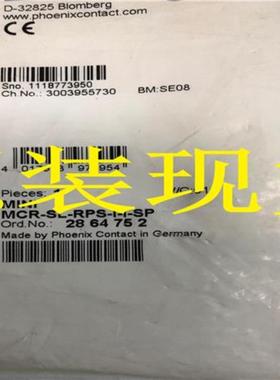 D-32825 Blomberg
www.phoenixcontact.com
CE
Sno. 1118773950
Ch.No.: 3003955730 BM:SE08
装现
Pieces:
MINI
MCR-SL-RPS-I-I-SP
Ord.No.: 28 64 75 2
Made by Phoenix Contact in Germany